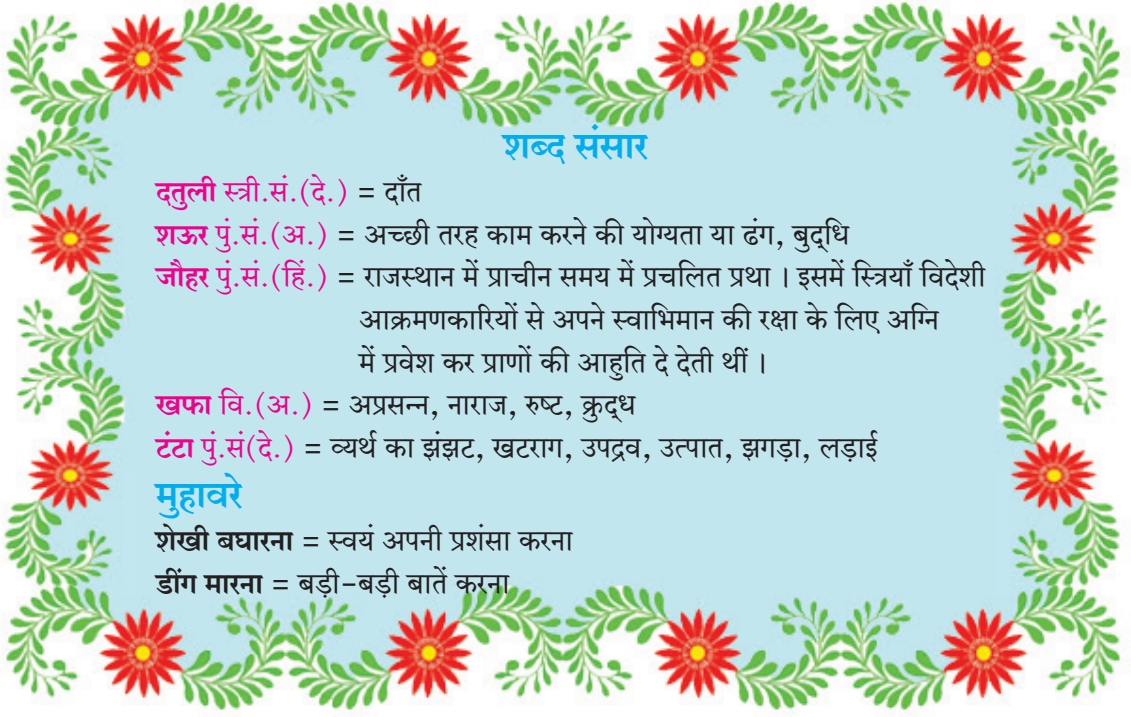 शब्द संसार
दतुली स्त्री.सं.(दे.) = दाँत
शऊर पुं.सं.(अ.) = अच्छी तरह काम करने की योग्यता या ढंग, बुद्‌धि
जौहर पुं.सं.(हिं.) = राजस्थान में प्राचीन समय में प्रचलित प्रथा । इसमें स्त्रियाँ विदेशी
आक्रमणकारियों से अपने स्वाभिमान की रक्षा के लिए अग्नि
में प्रवेश कर प्राणों की आहुति दे देती थीं ।
खफा वि.(अ.) = अप्रसन्न, नाराज, रुष्ट, क्रुद्‌ध
टंटा पुं.सं(दे.) = व्यर्थ का झंझट, खटराग, उपद्रव, उत्पात, झगड़ा, लड़ाई
मुहावरे
शेखी बघारना = स्वयं अपनी प्रशंसा करना
डींग मारना = बड़ी-बड़ी बातें करना